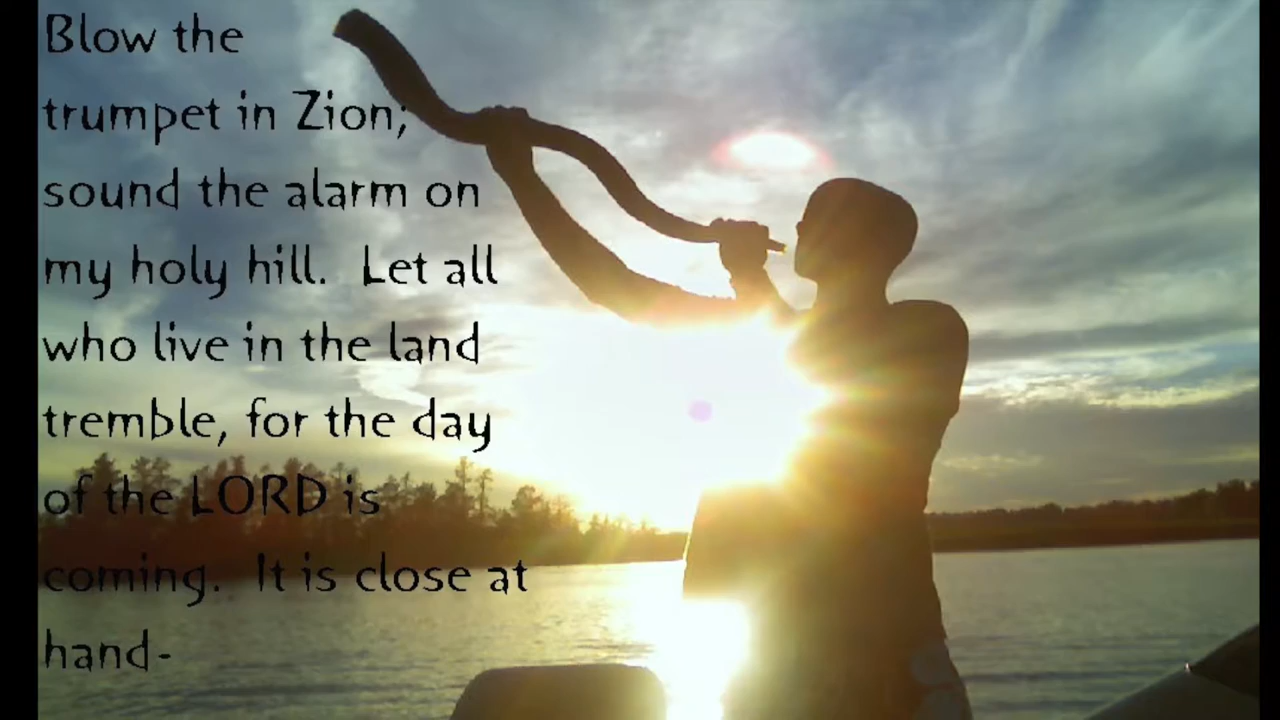 Blow the
trumpet in Zion;
sound the alarm on
my holy hill.  Let all
who live in the land
tremble, for the day
of the LORD is
coming.  It is close at
hand-